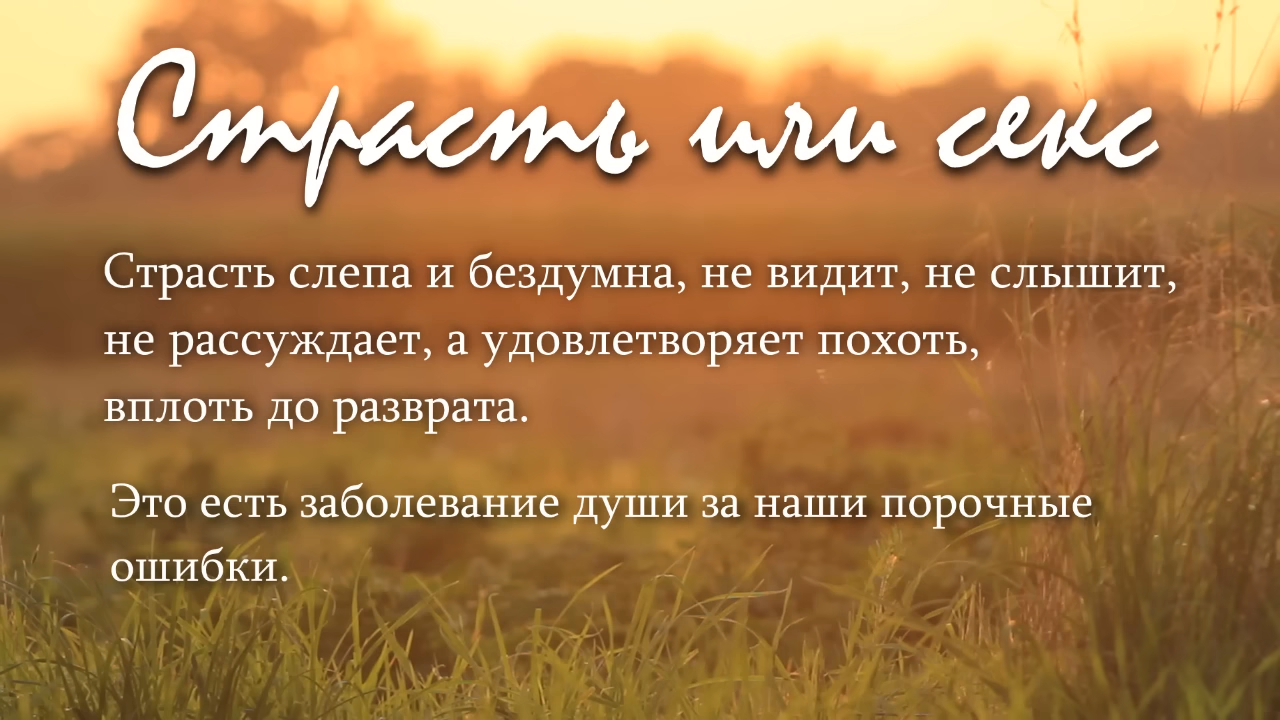 Страсть или секс
Страсть слепа и бездумна, не видит, не слышит,
не рассуждает, а удовлетворяет похоть,
вплоть до разврата.
Это есть заболевание души за наши порочные
ошибки.